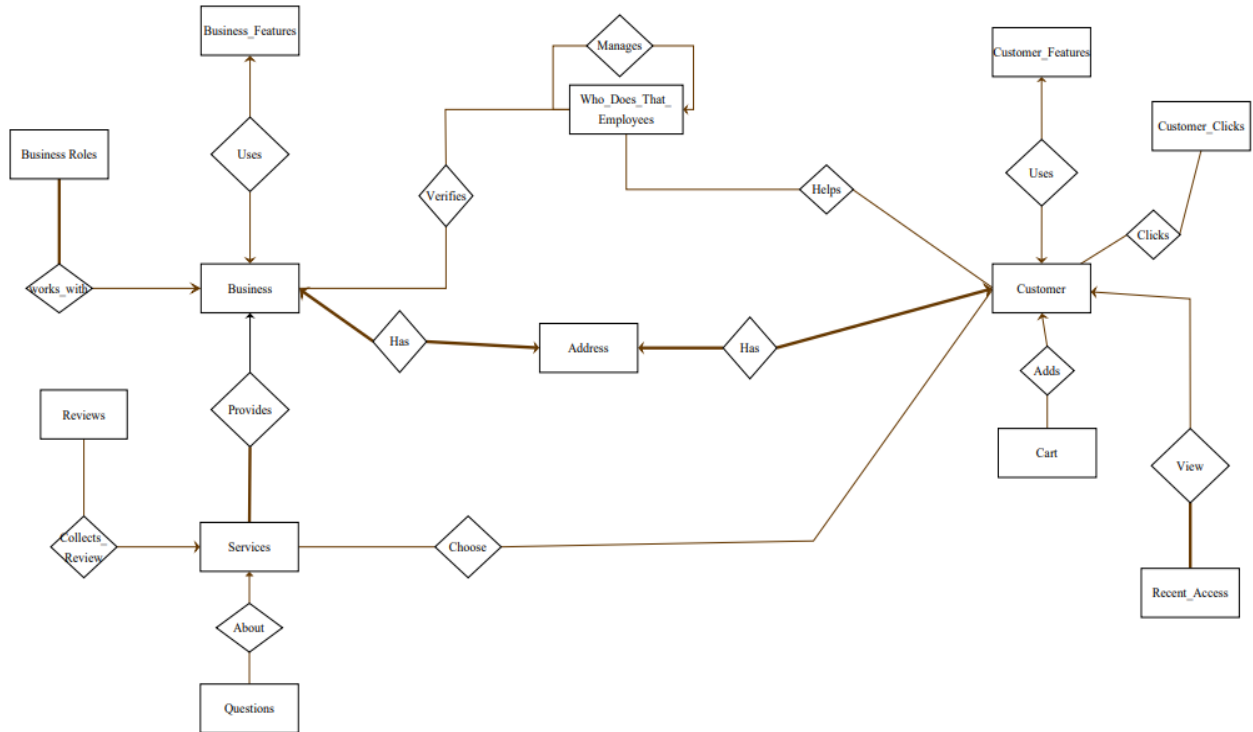 Business_Features
Manages
Customer_Features
Who_Does_That_
Employees
Customer_Clicks
Business Roles
Uses
Uses
Verifies
Helps
Clicks
works_with
Business
Customer
Has
Address
Has
Adds
Reviews
Provides
Cart
View
Collects_
Review
Services
Choose
Recent_Access
About
Questions